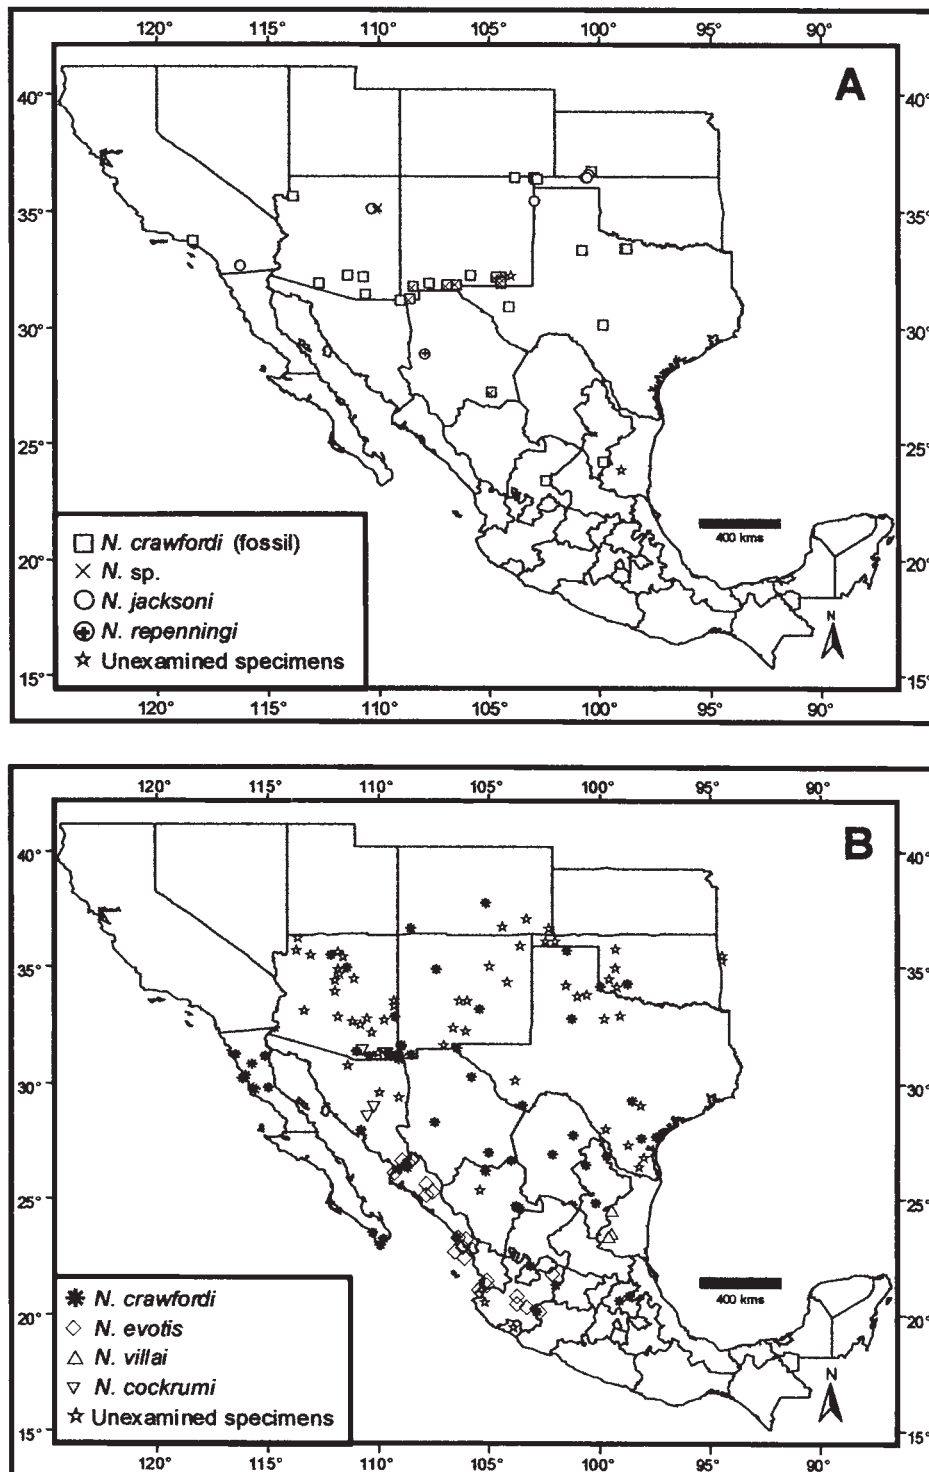 120° 115° 110° 105° 100° 95° 90°
A
40° 40°
35° 35°
30° 30°
25° 25°
20° 20°
15° 15°
N. crawfordi (fossil)
N. sp.
N. jacksoni
N. repenningi
Unexamined specimens
400 kms
N
120° 115° 110° 105° 100° 95° 90°
120° 115° 110° 105° 100° 95° 90°
B
40° 40°
35° 35°
30° 30°
25° 25°
20° 20°
15° 15°
N. crawfordi
N. evotis
N. villai
N. cockrumi
Unexamined specimens
400 kms
N
120° 115° 110° 105° 100° 95° 90°